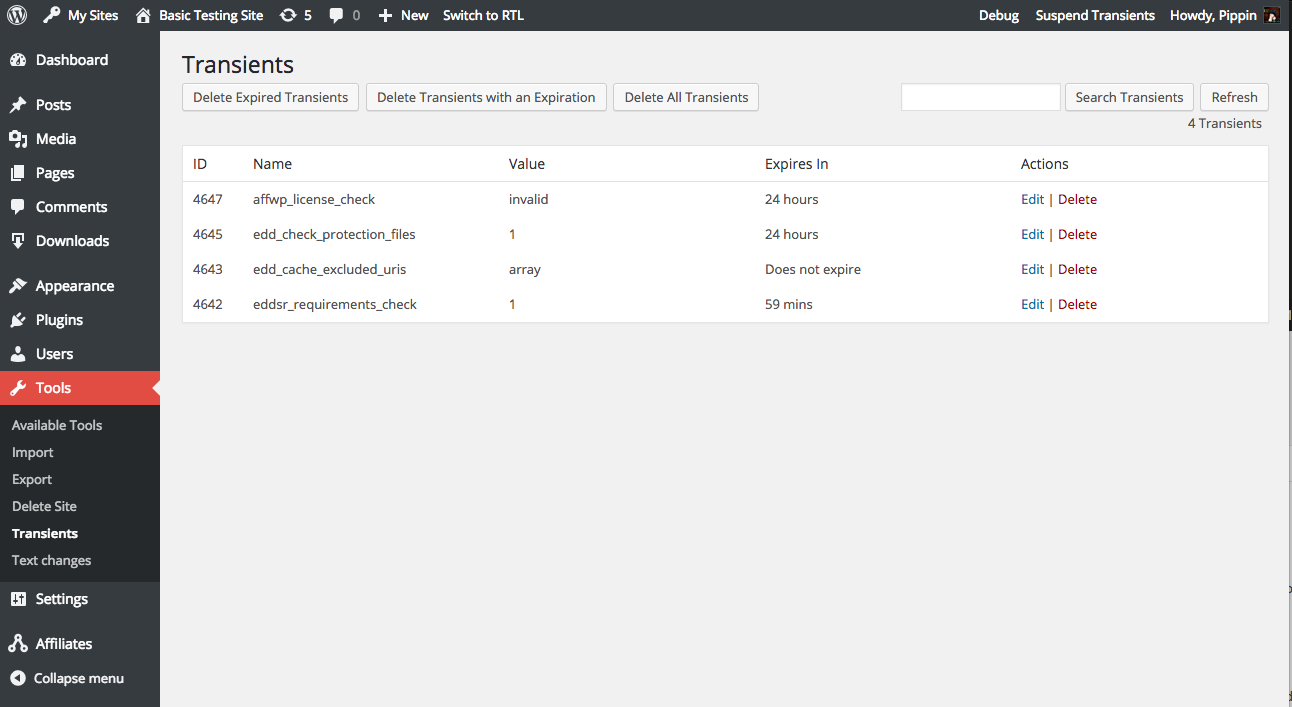 My Sites Basic Testing Site 5 0 New Switch to RTL Debug Suspend Transients Howdy, Pippin
Dashboard
Posts
Media
Pages
Comments
Downloads
Appearance
Plugins
Users
Tools
Available Tools
Import
Export
Delete Site
Transients
Text changes
Settings
Affiliates
Collapse menu
Transients
Delete Expired Transients Delete Transients with an Expiration Delete All Transients Search Transients Refresh
4 Transients
ID Name Value Expires In Actions
4647 affwp_license_check invalid 24 hours Edit | Delete
4645 edd_check_protection_files 1 24 hours Edit | Delete
4643 edd_cache_excluded_uris array Does not expire Edit | Delete
4642 eddsr_requirements_check 1 59 mins Edit | Delete